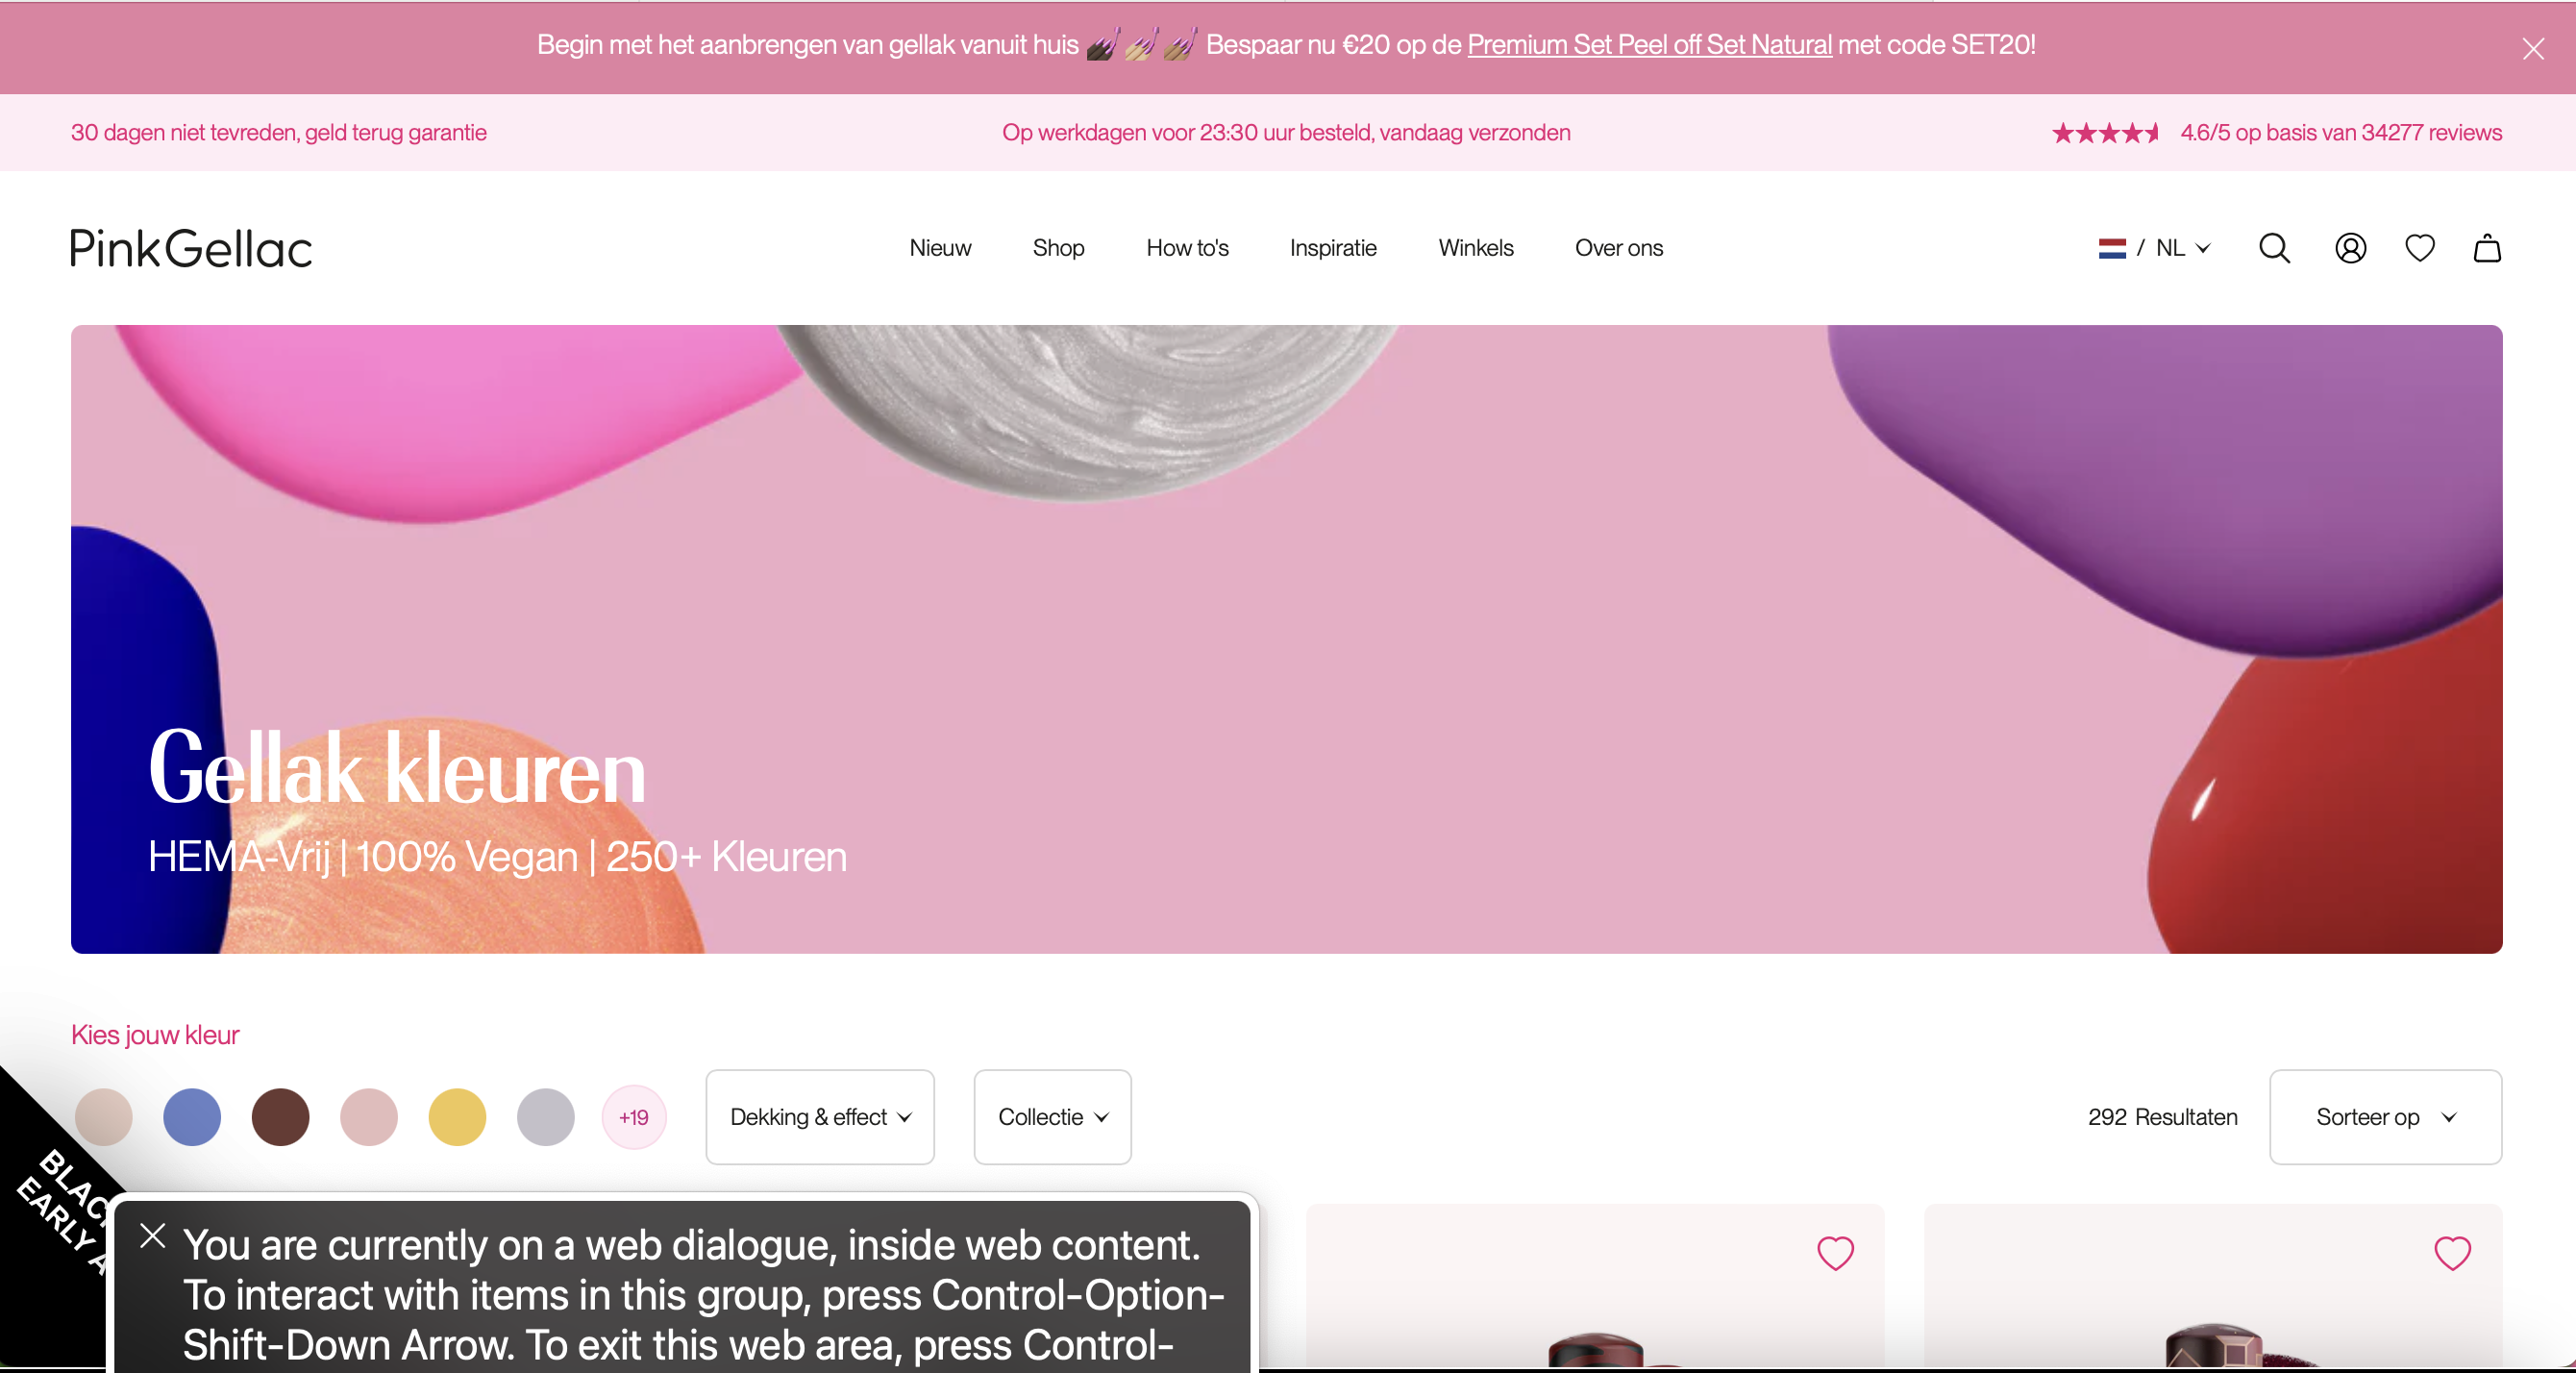 Begin met het aanbrengen van gellak vanuit huis 💅🏿💅🏼💅🏽 Bespaar nu €20 op de Premium Set Peel off Set Natural met code SET20!
30 dagen niet tevreden, geld terug garantie
Op werkdagen voor 23:30 uur besteld, vandaag verzonden
4.6/5 op basis van 34277 reviews
PinkGellac
Nieuw
Shop
How to's
Inspiratie
Winkels
Over ons
/ NL
Gellak kleuren
HEMA-Vrij | 100% Vegan | 250+ Kleuren
Kies jouw kleur
+19
Dekking & effect
Collectie
292 Resultaten
Sorteer op
EARLY
You are currently on a web dialogue, inside web content.
To interact with items in this group, press Control-Option-
Shift-Down Arrow. To exit this web area, press Control-